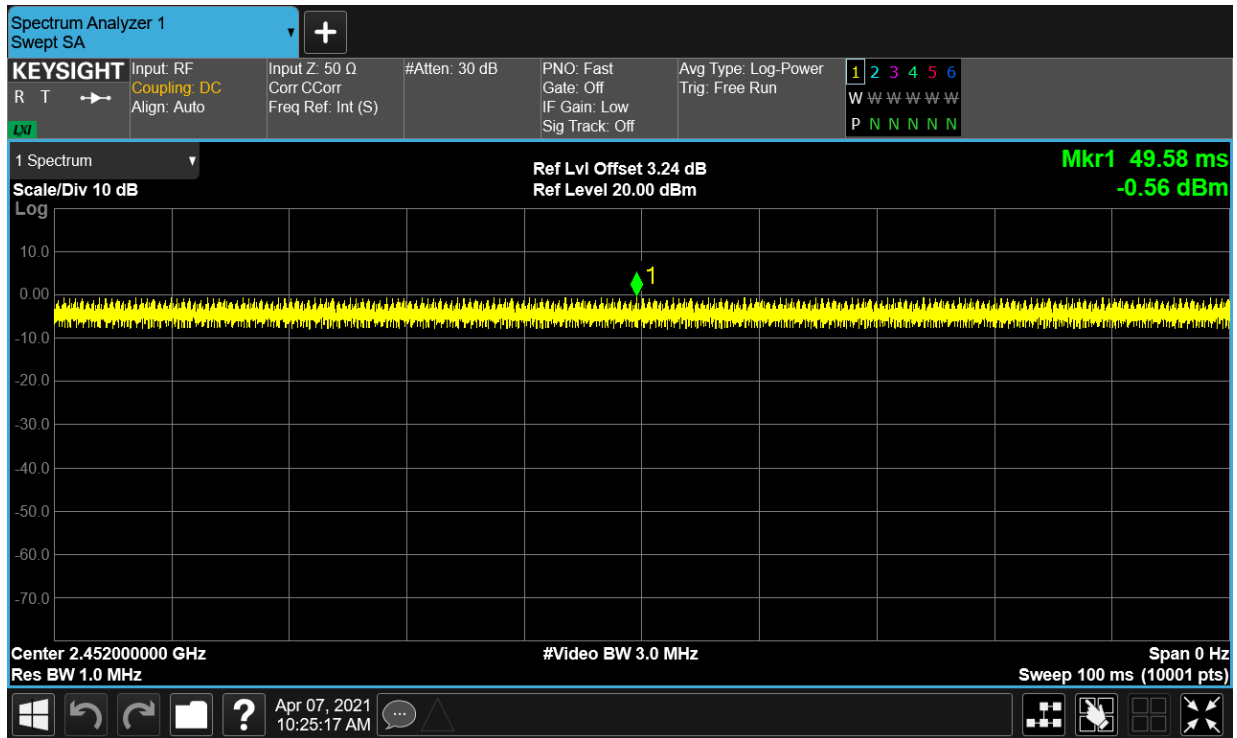 Spectrum Analyzer 1
Swept SA
+
KEYSIGHT
R T
LXI
Input: RF
Coupling: DC
Align: Auto
Input Z: 50 Ω
Corr CCorr
Freq Ref: Int (S)
#Atten: 30 dB
PNO: Fast
Gate: Off
IF Gain: Low
Sig Track: Off
Avg Type: Log-Power
Trig: Free Run
1 2 3 4 5 6
W W W W W W
P N N N N N
1 Spectrum
Scale/Div 10 dB
Log
Ref Lvl Offset 3.24 dB
Ref Level 20.00 dBm
Mkr1 49.58 ms
-0.56 dBm
1
10.0
0.00
-10.0
-20.0
-30.0
-40.0
-50.0
-60.0
-70.0
Center 2.452000000 GHz
Res BW 1.0 MHz
#Video BW 3.0 MHz
Span 0 Hz
Sweep 100 ms (10001 pts)
?
Apr 07, 2021
10:25:17 AM